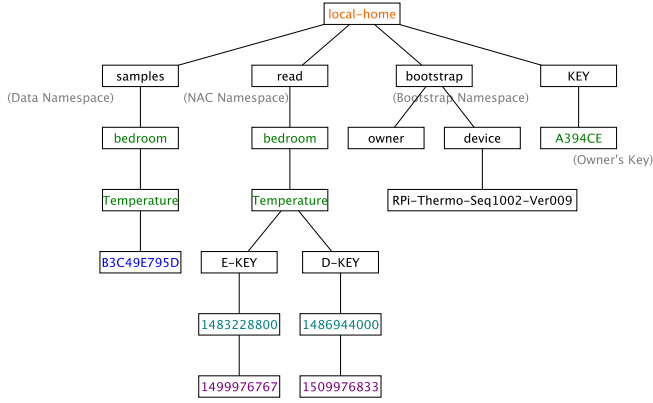 local-home
samples
read
bootstrap
KEY
(Data Namespace)
(NAC Namespace)
(Bootstrap Namespace)
bedroom
bedroom
owner
device
A394CE
(Owner's Key)
Temperature
Temperature
RPi-Thermo-Seq1002-Ver009
B3C49E795D
E-KEY
D-KEY
1483228800
1486944000
1499976767
1509976833